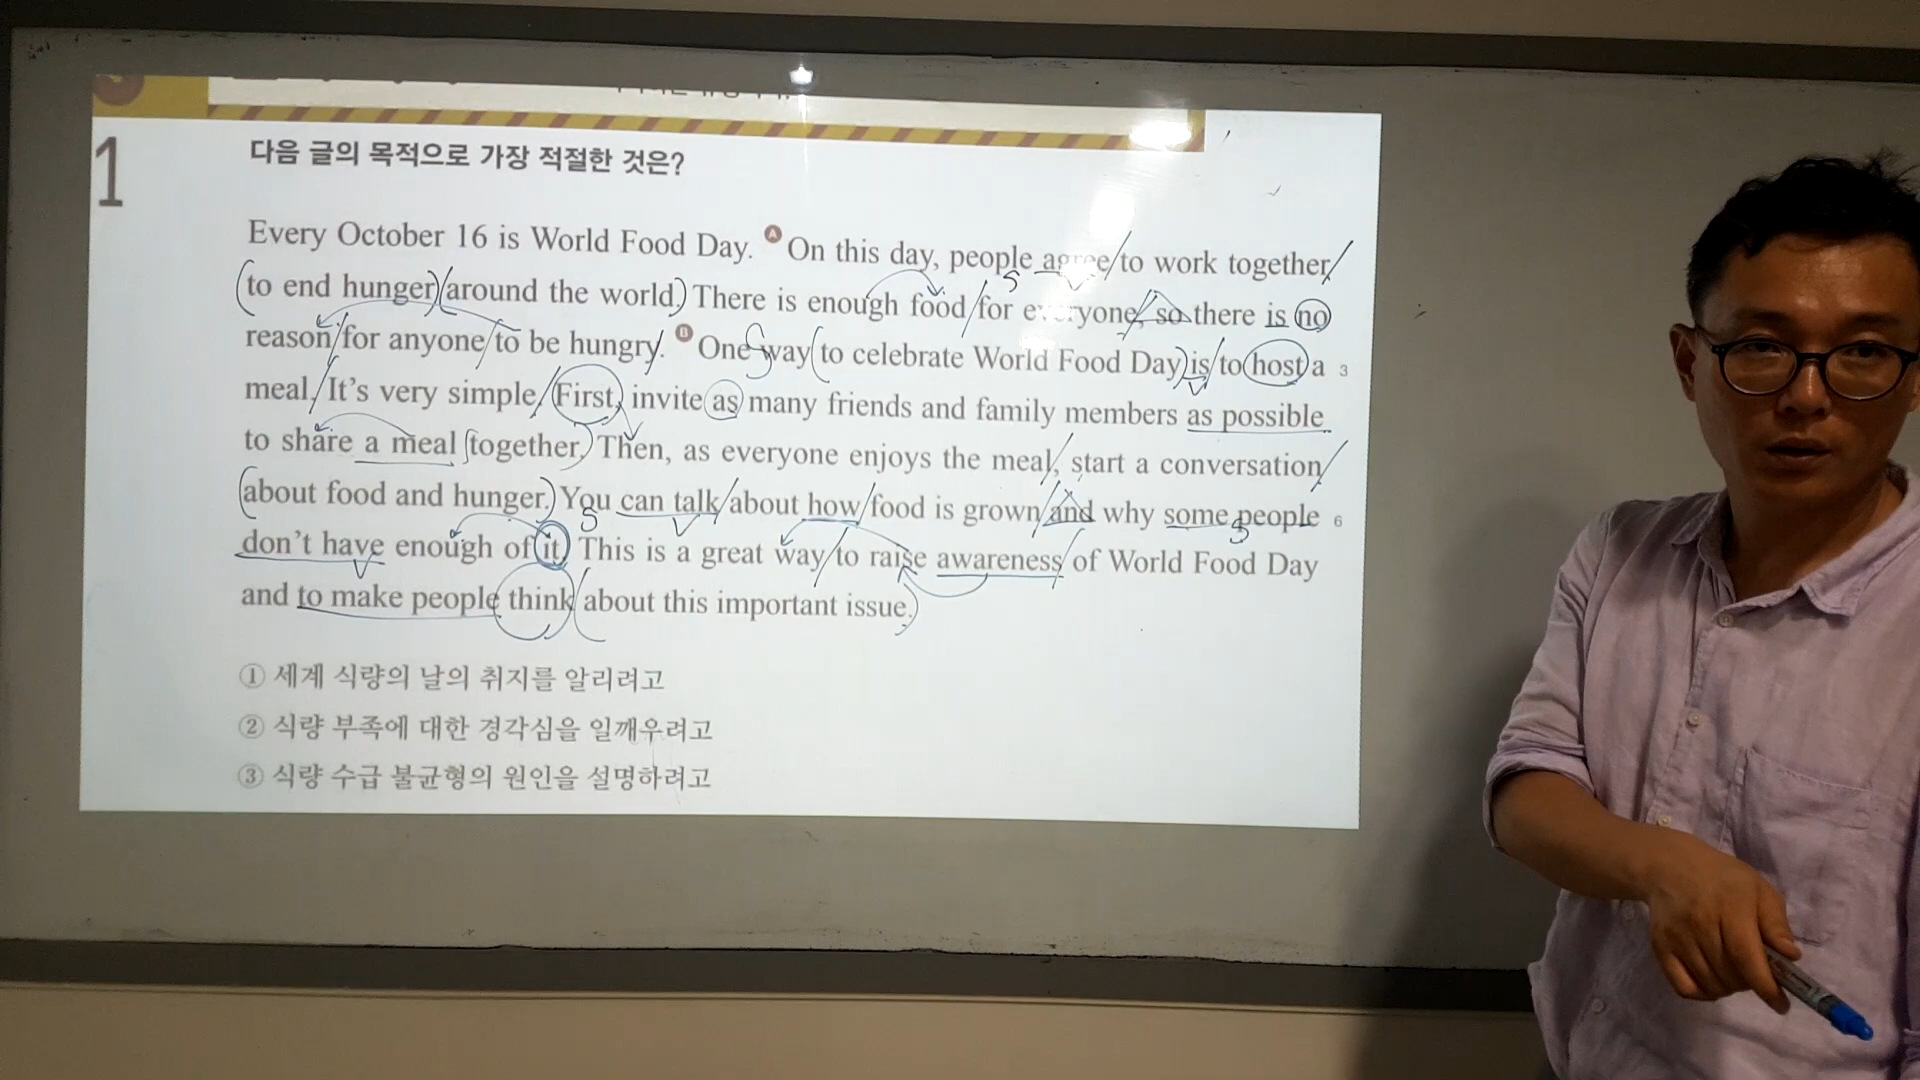 1
다음 글의 목적으로 가장 적절한 것은?
Every October 16 is World Food Day. A On this day, people agree to work together
to end hunger around the world. There is enough food for everyone, so there is no
reason for anyone to be hungry. B One way to celebrate World Food Day is to host a 3
meal. It's very simple. First, invite as many friends and family members as possible
to share a meal together. Then, as everyone enjoys the meal, start a conversation
about food and hunger. You can talk about how food is grown and why some people 6
don't have enough of it. This is a great way to raise awareness of World Food Day
and to make people think about this important issue.
① 세계 식량의 날의 취지를 알리려고
② 식량 부족에 대한 경각심을 일깨우려고
③ 식량 수급 불균형의 원인을 설명하려고